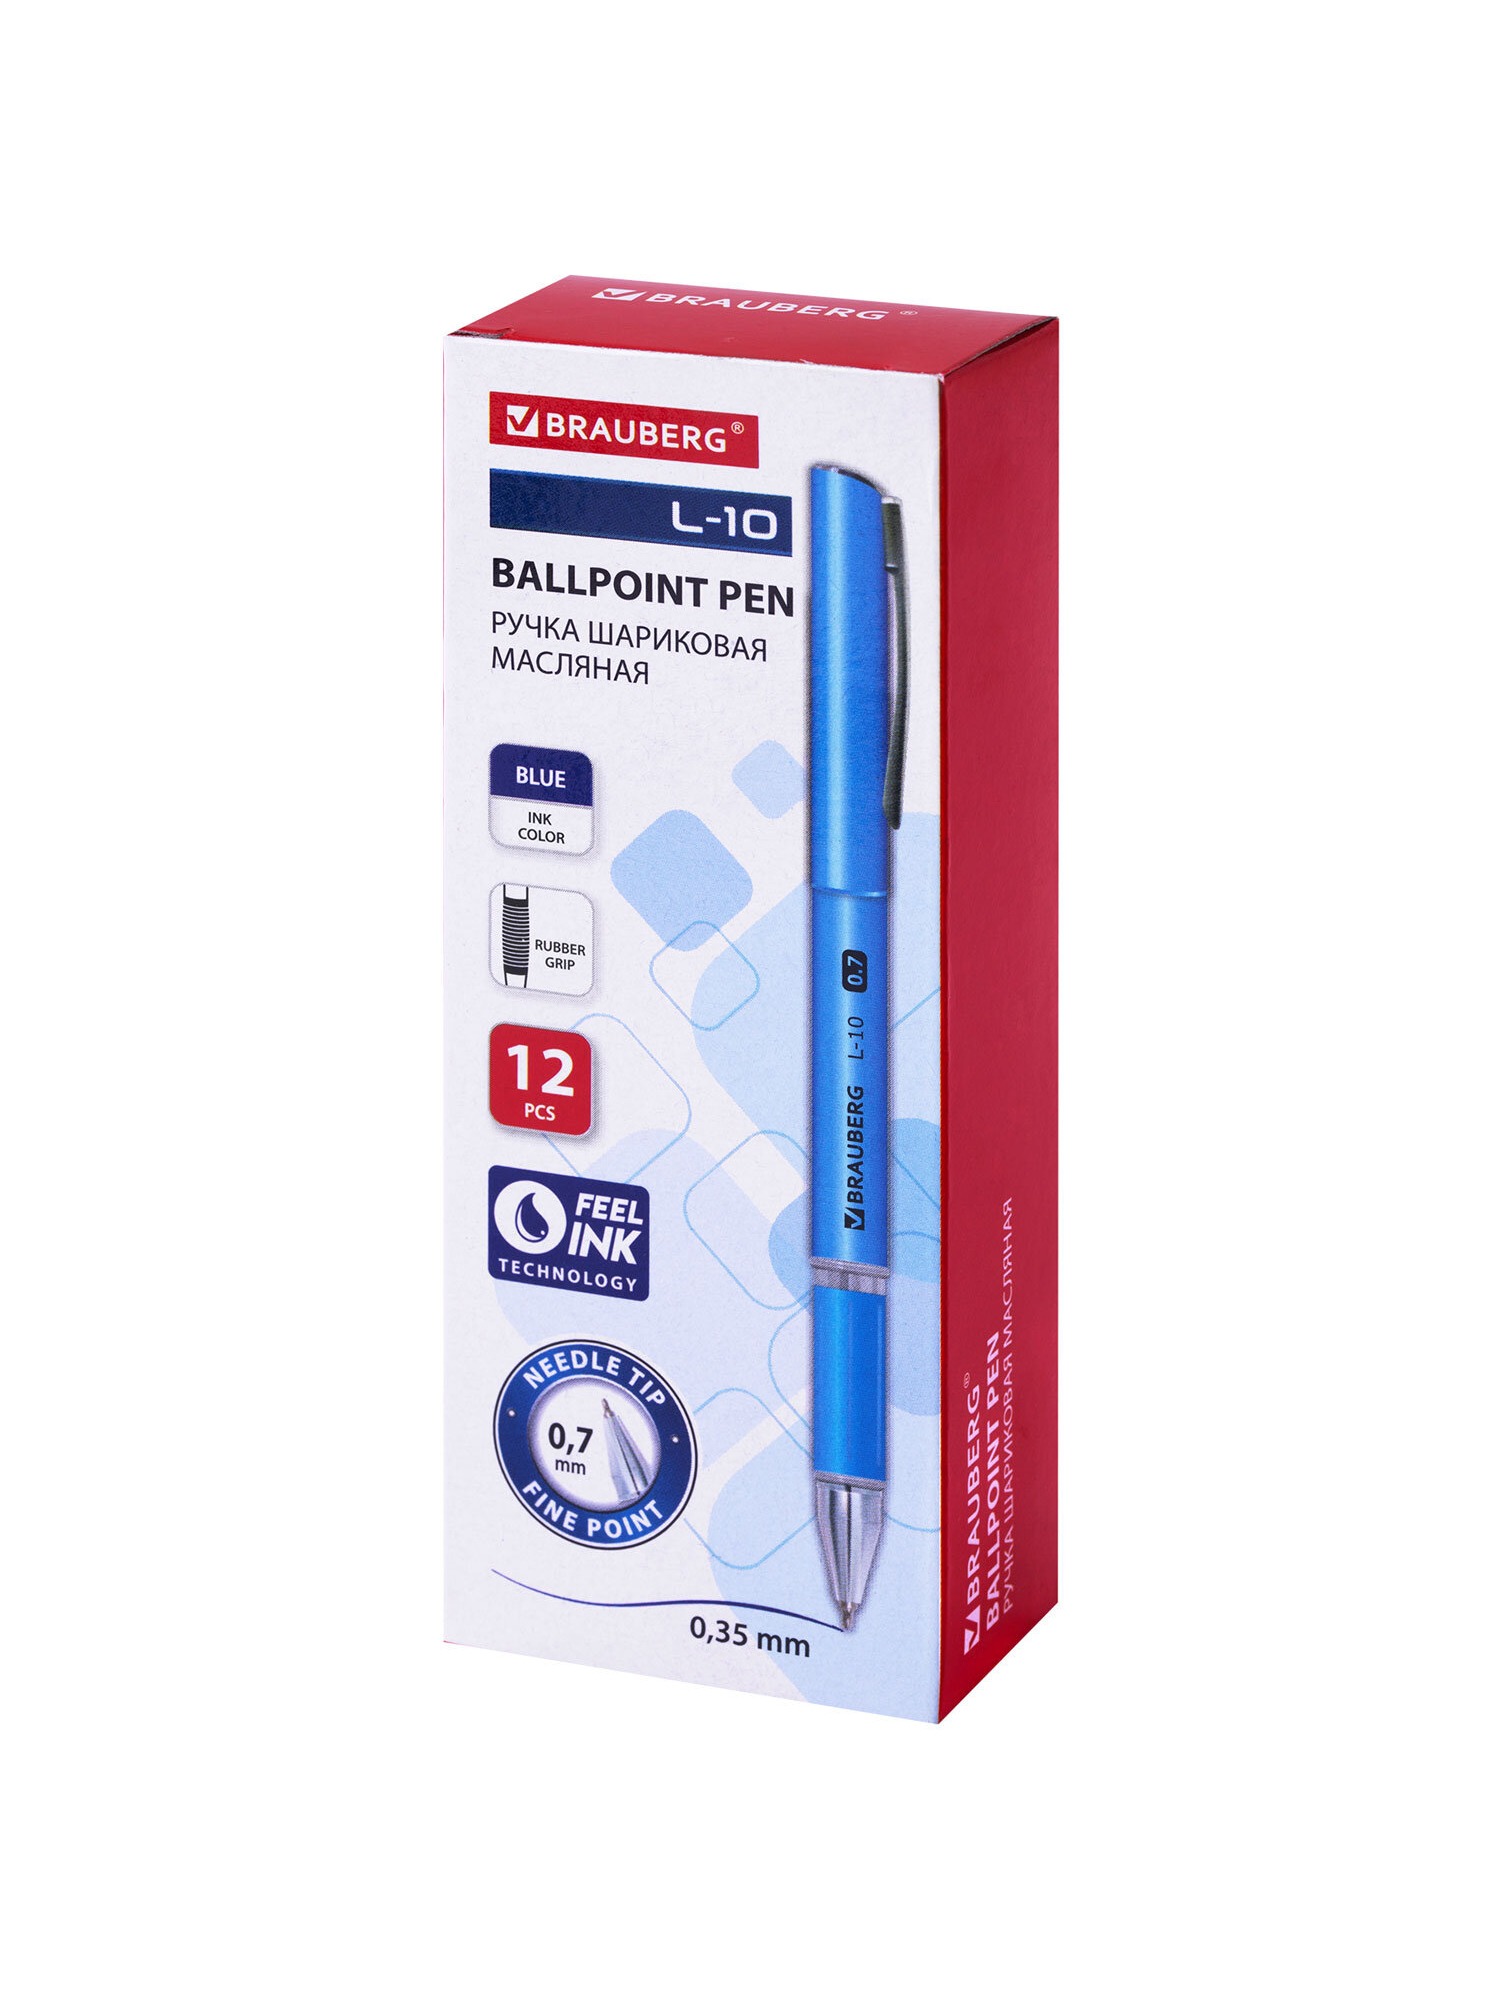 BRAUBERG®
BRAUBERG®
L-10
BALLPOINT PEN
РУЧКА ШАРИКОВАЯ
МАСЛЯНАЯ
BLUE
INK
COLOR
RUBBER
GRIP
12
PCS
FEEL
INK
TECHNOLOGY
NEEDLE TIP
0,7
mm
FINE POINT
0,35 mm
BRAUBERG L-10 0.7
BRAUBERG®
BALLPOINT PEN
РУЧКА ШАРИКОВАЯ МАСЛЯНАЯ